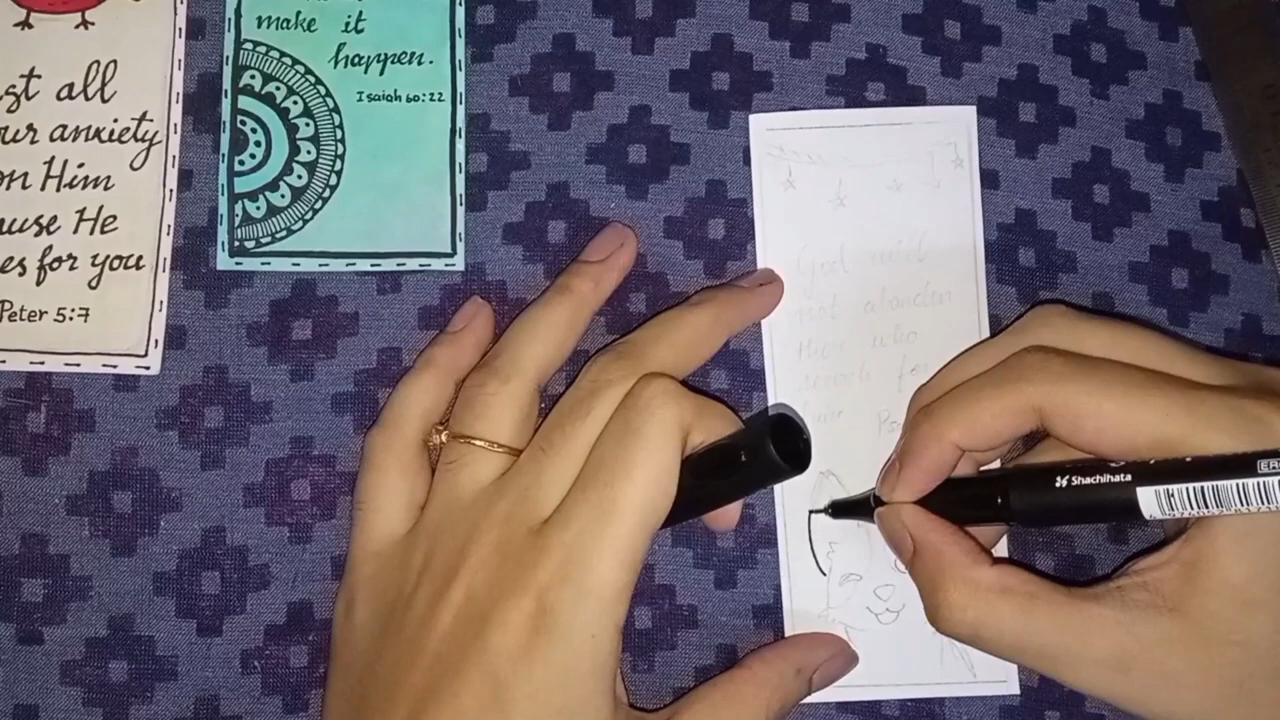 st all
ur anxiety
on Him
ause He
es for you
Peter 5:7
make it
happen.
Isaiah 60:22
God will
not abandon
those who
search for
Shachihata